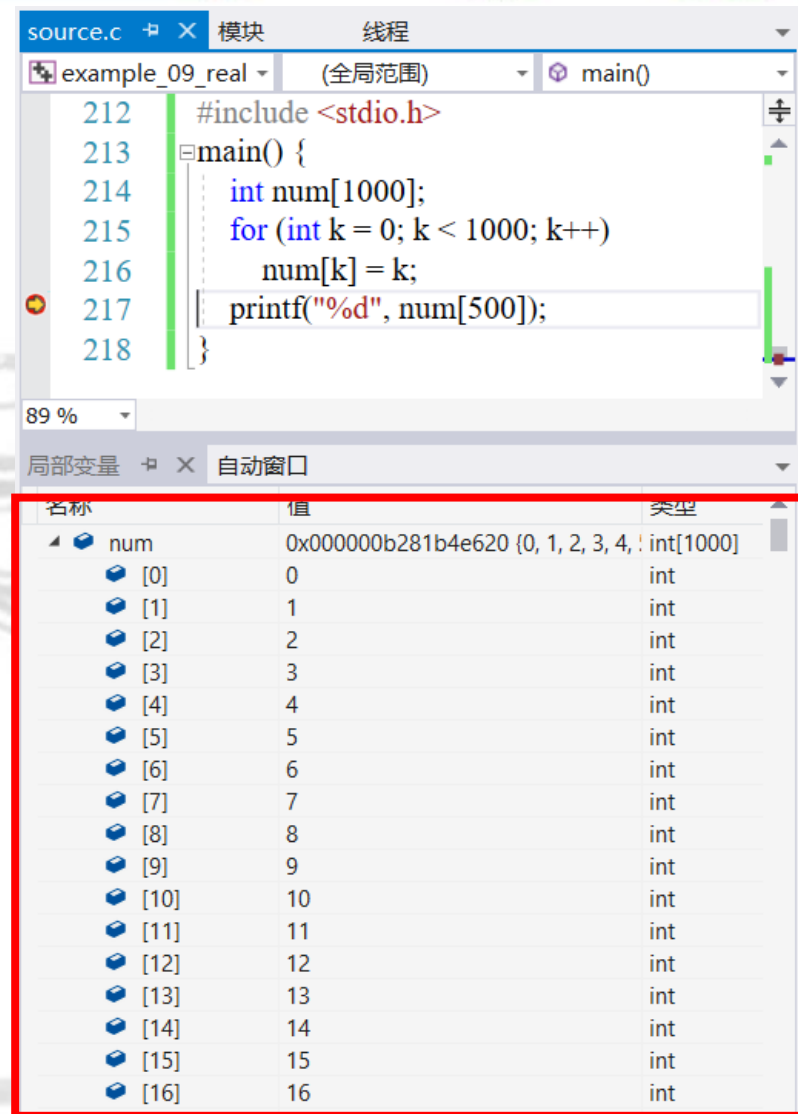 source.c 模块 线程
example_09_real (全局范围) main()
212 #include <stdio.h>
213 main() {
214 int num[1000];
215 for (int k = 0; k < 1000; k++)
216 num[k] = k;
217 printf("%d", num[500]);
218 }
89 %
局部变量 自动窗口
名称 值 类型
num 0x000000b281b4e620 {0, 1, 2, 3, 4, int[1000]
[0] 0 int
[1] 1 int
[2] 2 int
[3] 3 int
[4] 4 int
[5] 5 int
[6] 6 int
[7] 7 int
[8] 8 int
[9] 9 int
[10] 10 int
[11] 11 int
[12] 12 int
[13] 13 int
[14] 14 int
[15] 15 int
[16] 16 int